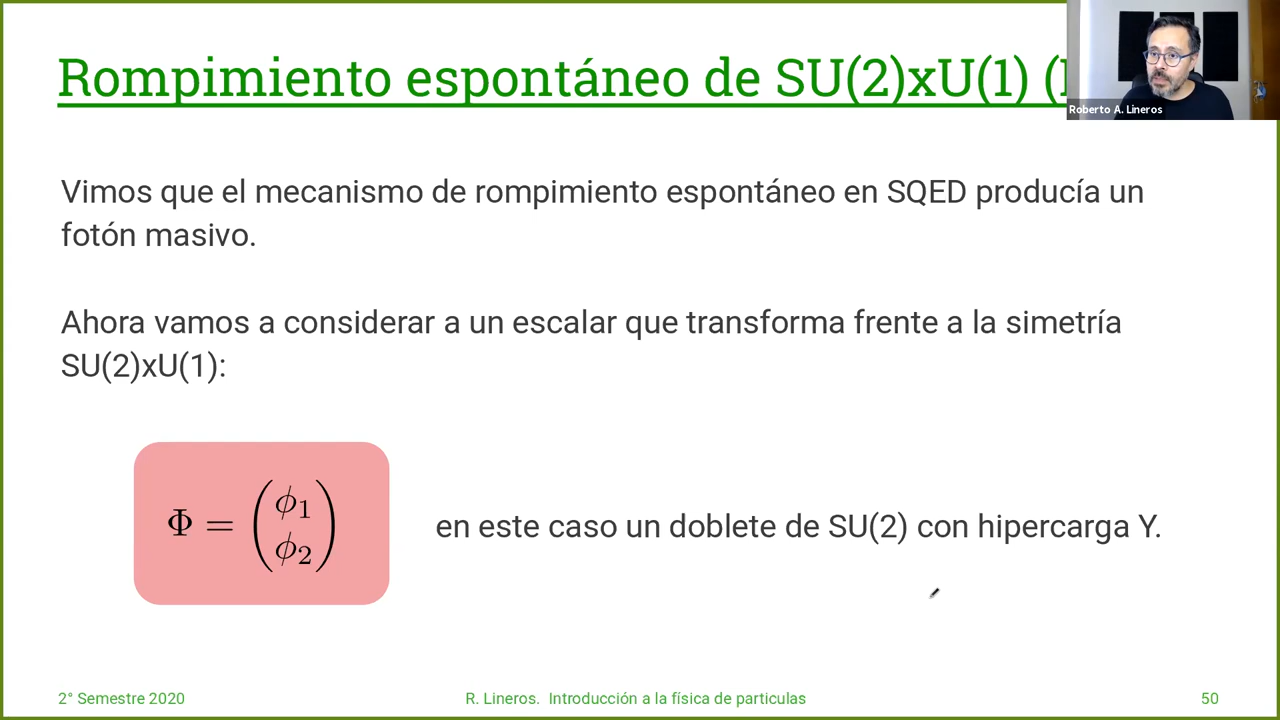 Rompimiento espontáneo de SU(2)xU(1) (
Roberto A. Lineros
Vimos que el mecanismo de rompimiento espontáneo en SQED producía un
fotón masivo.
Ahora vamos a considerar a un escalar que transforma frente a la simetría
SU(2)xU(1):
Φ = (ϕ1
ϕ2)
en este caso un doblete de SU(2) con hipercarga Y.
2° Semestre 2020
R. Lineros. Introducción a la física de particulas
50